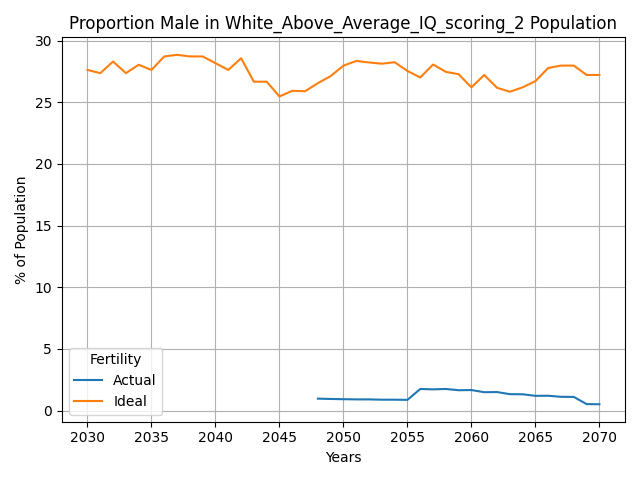 Proportion Male in White_Above_Average_IQ_scoring_2 Population
30
25
20
15
10
5
0
% of Population
Fertility
Actual
Ideal
2030 2035 2040 2045 2050 2055 2060 2065 2070
Years